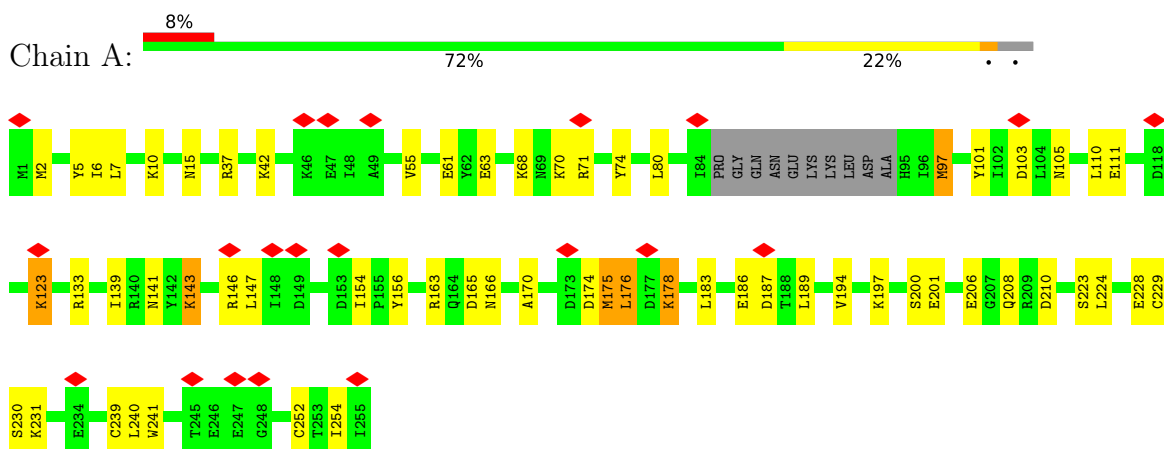 8%
Chain A:
72% 22% • •
M1 M2 Y5 I6 L7 K10 N15 R37 K42 K46 E47 I48 A49 V55 E61 Y62 E63 K68 N69 K70 R71 Y74 L80 I84 PRO GLY GLN ASN GLU LYS LYS LEU ASP ALA H95 I96 M97 Y101 I102 D103 L104 N105 L110 E111 D118
K123 R133 I139 R140 N141 Y142 K143 R146 L147 I148 D149 D153 I154 P155 Y156 R163 Q164 D165 N166 A170 D173 D174 M175 L176 D177 K178 L183 E186 D187 T188 L189 V194 K197 S200 E201 E206 G207 Q208 R209 D210 S223 L224 E228 C229
S230 K231 E234 C239 L240 W241 T245 E246 E247 G248 C252 T253 I254 I255